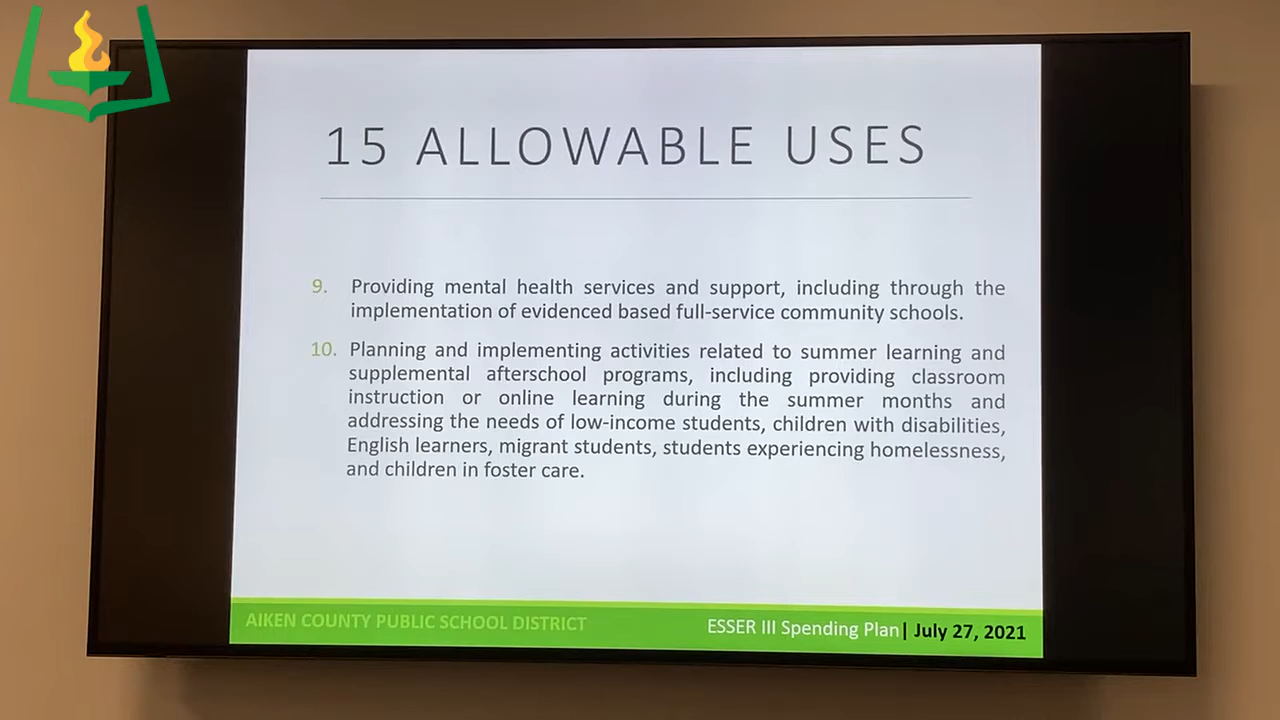 15 ALLOWABLE USES
9. Providing mental health services and support, including through the
implementation of evidenced based full-service community schools.
10. Planning and implementing activities related to summer learning and
supplemental afterschool programs, including providing classroom
instruction or online learning during the summer months and
addressing the needs of low-income students, children with disabilities,
English learners, migrant students, students experiencing homelessness,
and children in foster care.
AIKEN COUNTY PUBLIC SCHOOL DISTRICT
ESSER III Spending Plan| July 27, 2021